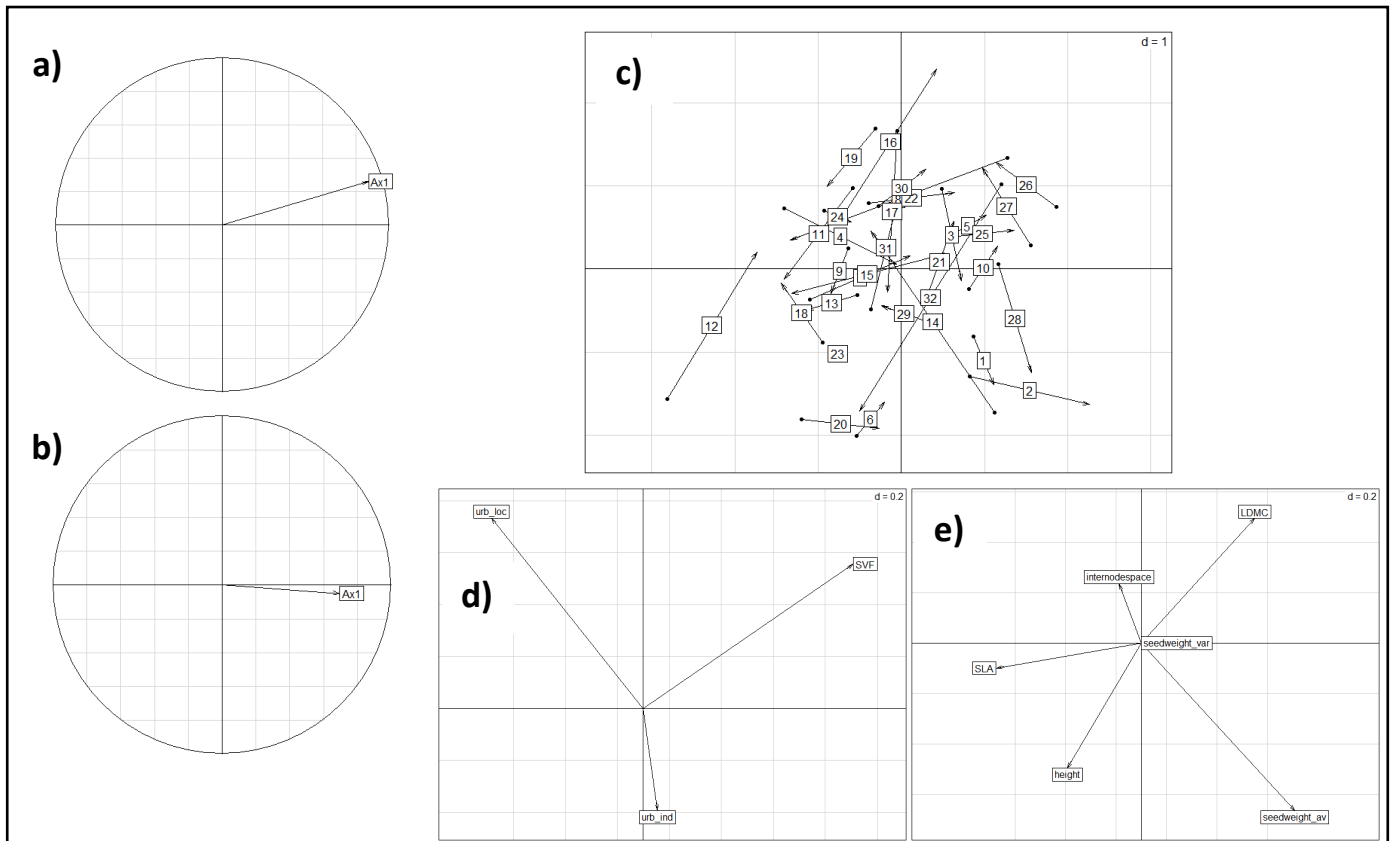 a)
Ax1
b)
Ax1
c)
d = 1
16
19
30
26
8
22
24
17
27
11
4
5
3
25
31
21
10
9
15
13
32
18
29
14
28
12
23
1
2
20
6
d)
d = 0.2
urb_loc
SVF
urb_ind
e)
d = 0.2
LDMC
internodespace
seedweight_var
SLA
height
seedweight_av